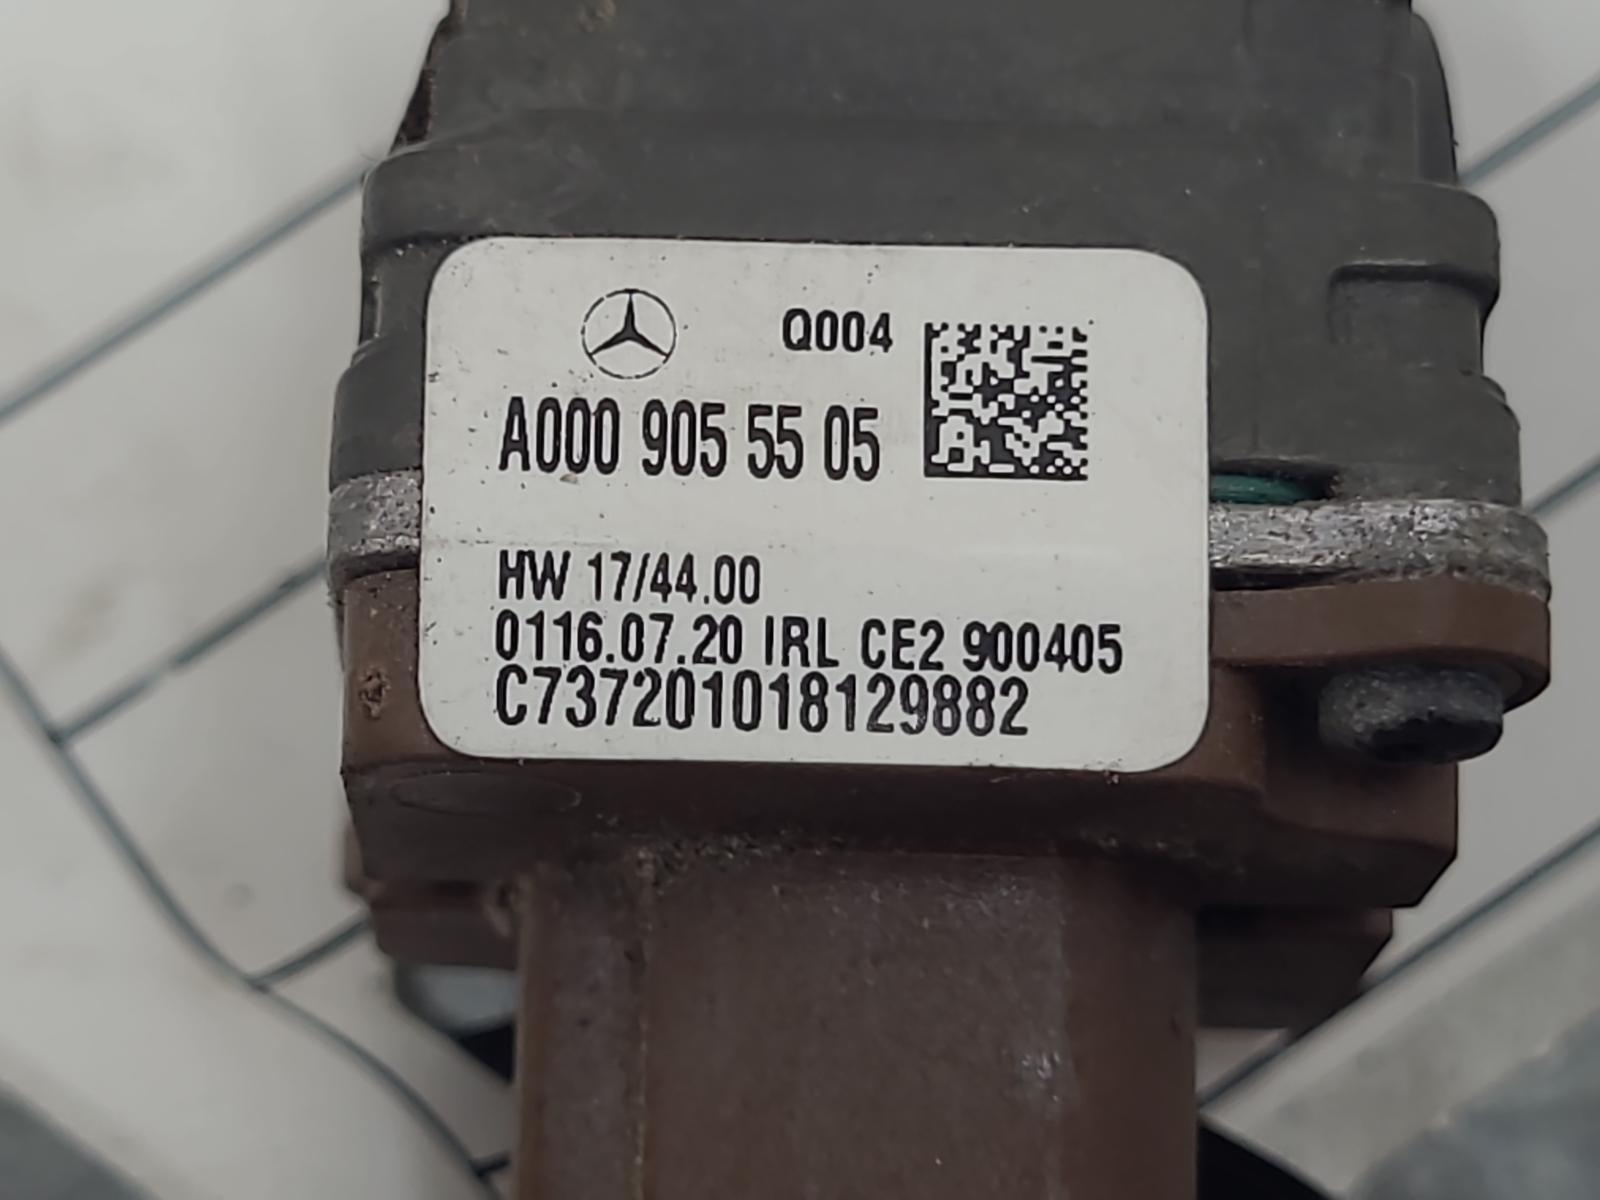 Q004
A000 905 55 05
HW 17/44.00
0116.07.20 IRL CE2 900405
C737201018129882